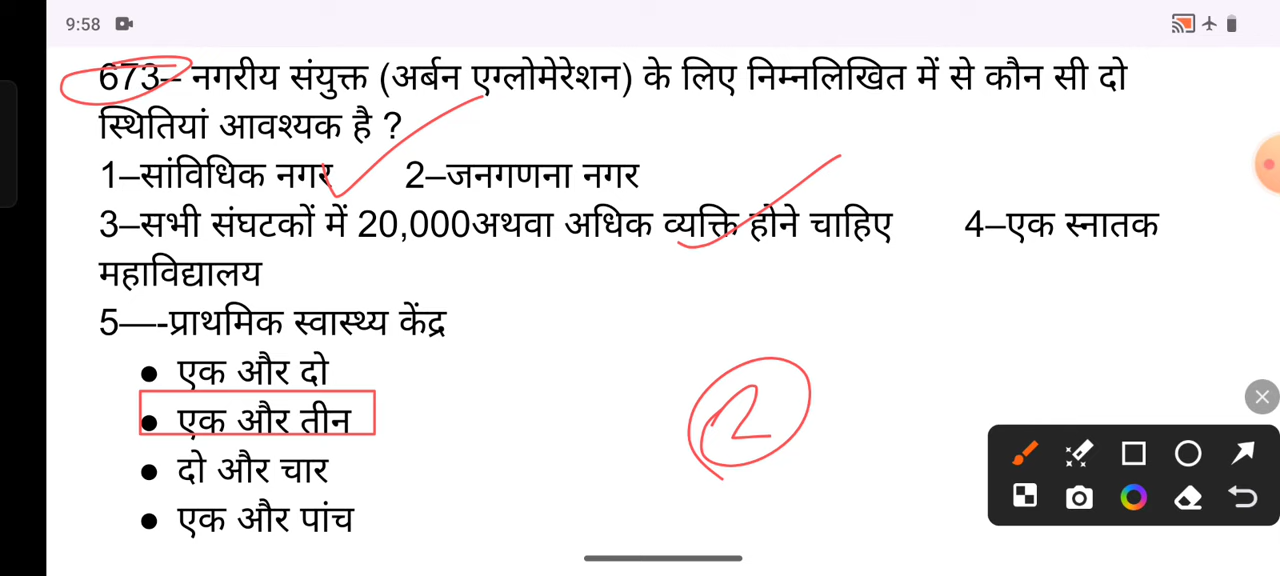 9:58
673– नगरीय संयुक्त (अर्बन एग्लोमेरेशन) के लिए निम्नलिखित में से कौन सी दो
स्थितियां आवश्यक है ?
1–सांविधिक नगर 2–जनगणना नगर
3–सभी संघटकों में 20,000अथवा अधिक व्यक्ति होने चाहिए 4–एक स्नातक
महाविद्यालय
5—-प्राथमिक स्वास्थ्य केंद्र
● एक और दो
● एक और तीन
● दो और चार
● एक और पांच
2